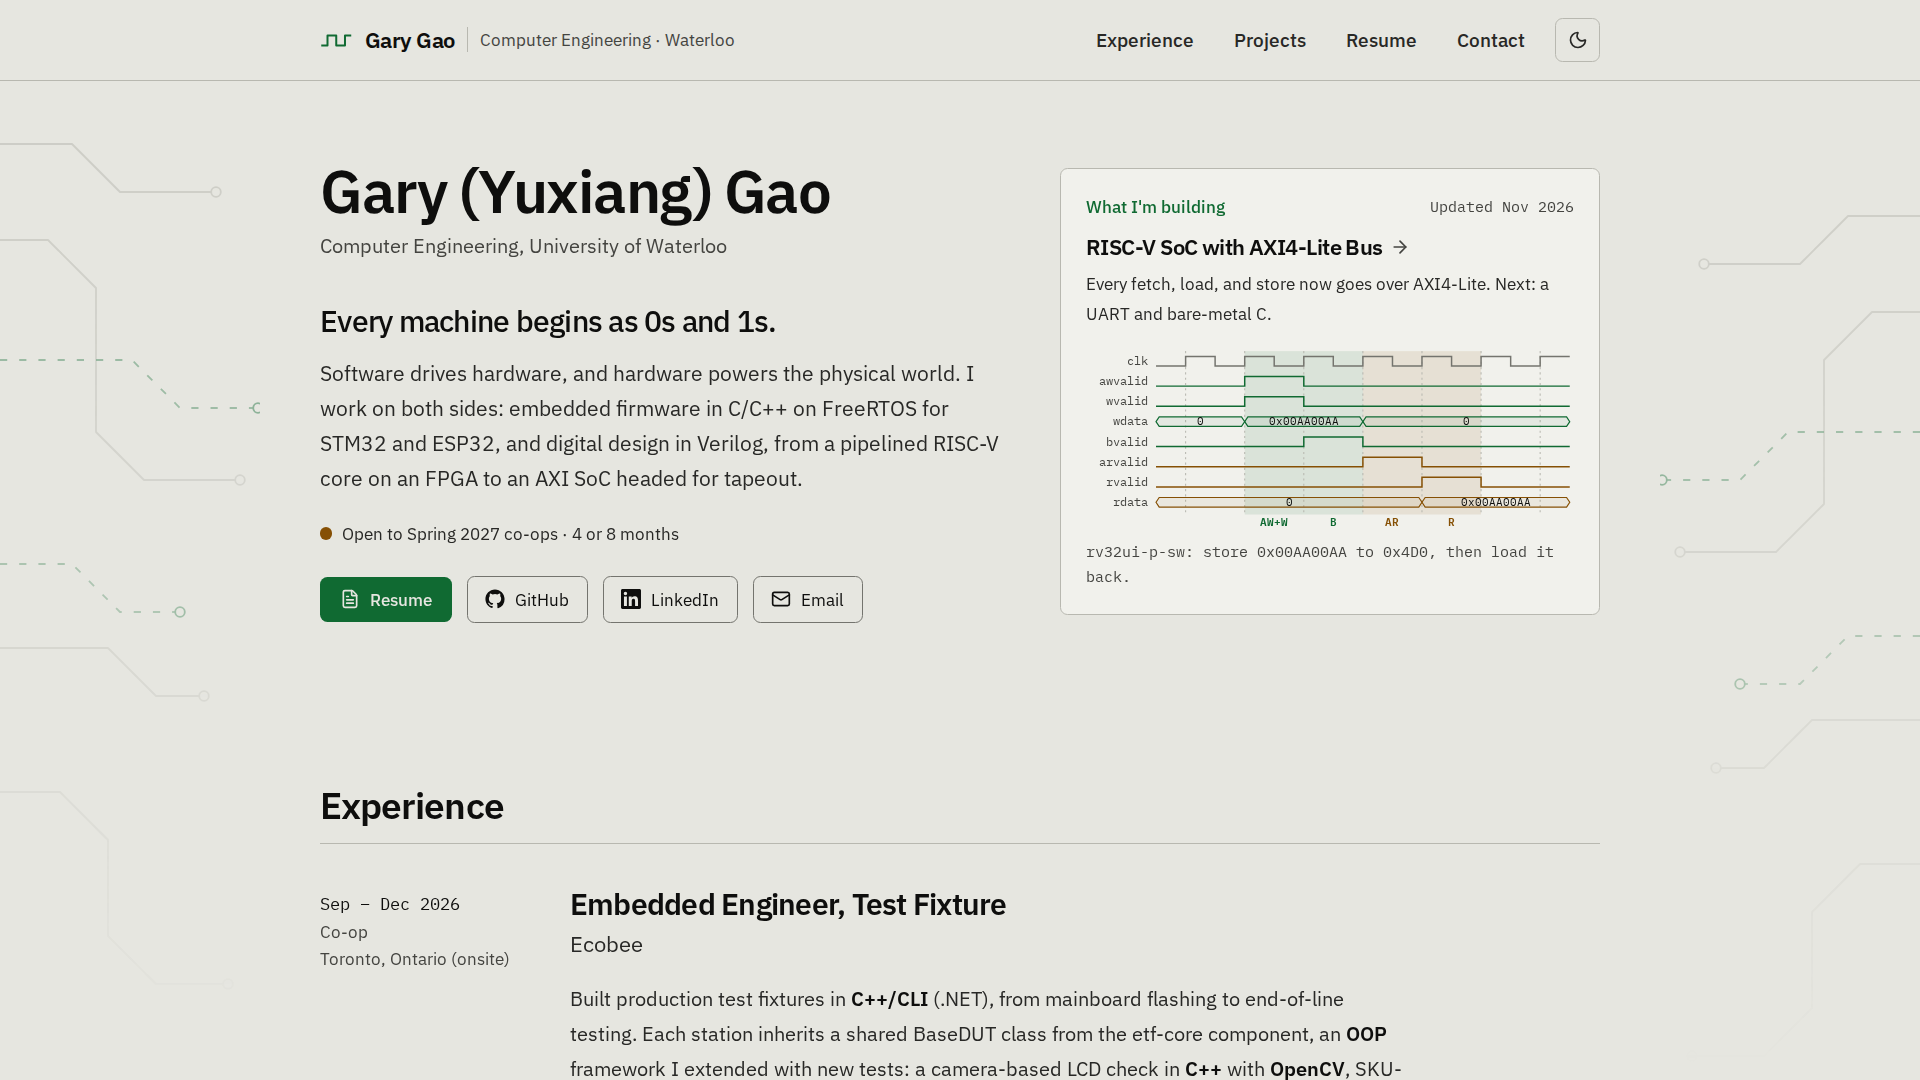 Gary Gao
Computer Engineering · Waterloo
Experience
Projects
Resume
Contact
Gary (Yuxiang) Gao
Computer Engineering, University of Waterloo
Every machine begins as 0s and 1s.
Software drives hardware, and hardware powers the physical world. I
work on both sides: embedded firmware in C/C++ on FreeRTOS for
STM32 and ESP32, and digital design in Verilog, from a pipelined RISC-V
core on an FPGA to an AXI SoC headed for tapeout.
Open to Spring 2027 co-ops · 4 or 8 months
Resume
GitHub
LinkedIn
Email
What I'm building
Updated Nov 2026
RISC-V SoC with AXI4-Lite Bus →
Every fetch, load, and store now goes over AXI4-Lite. Next: a
UART and bare-metal C.
clk
awvalid
wvalid
wdata 0 0x00AA00AA 0
bvalid
arvalid
rvalid
rdata 0 0x00AA00AA
AW+W B AR R
rv32ui-p-sw: store 0x00AA00AA to 0x4D0, then load it
back.
Experience
Sep – Dec 2026
Co-op
Toronto, Ontario (onsite)
Embedded Engineer, Test Fixture
Ecobee
Built production test fixtures in C++/CLI (.NET), from mainboard flashing to end-of-line
testing. Each station inherits a shared BaseDUT class from the etf-core component, an OOP
framework I extended with new tests: a camera-based LCD check in C++ with OpenCV, SKU-